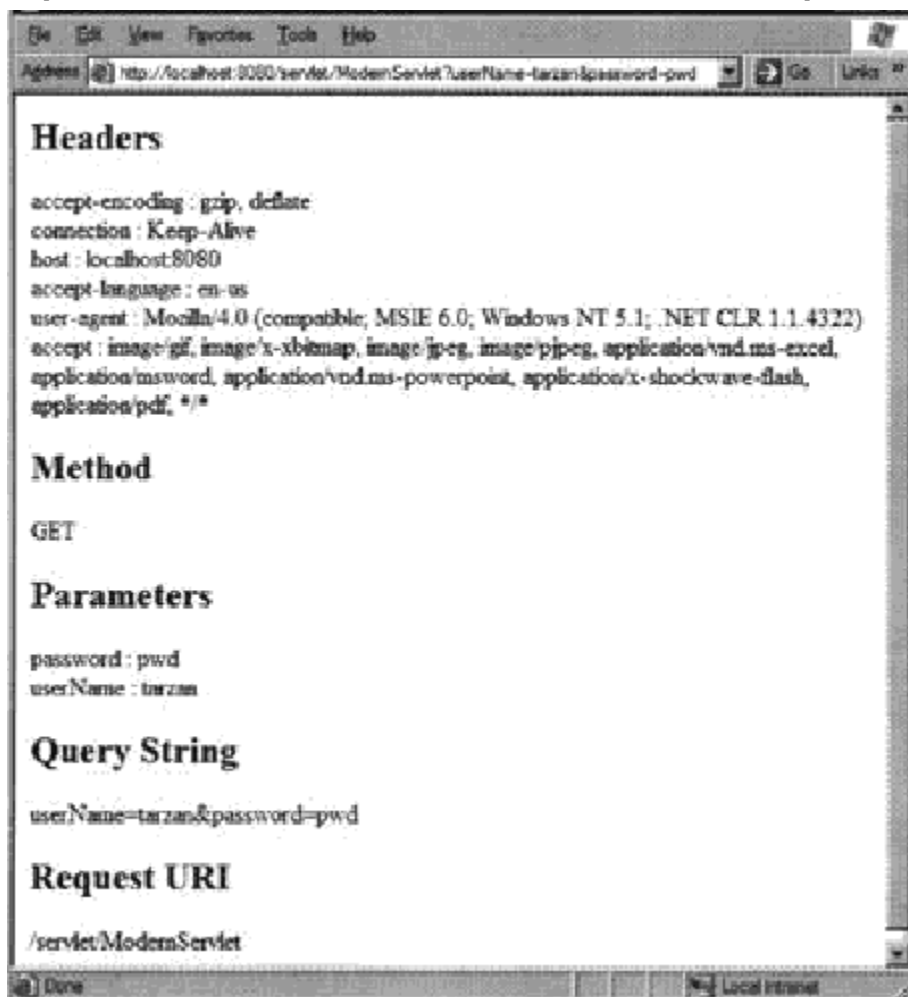 File Edit View Favorites Tools Help
Address http://localhost:8080/servlet/ModernServlet?userName=tarzan&password=pwd Go Links »
Headers
accept-encoding : gzip, deflate
connection : Keep-Alive
host : localhost:8080
accept-language : en-us
user-agent : Mozilla/4.0 (compatible; MSIE 6.0; Windows NT 5.1; .NET CLR 1.1.4322)
accept : image/gif, image/x-xbitmap, image/jpeg, image/pjpeg, application/vnd.ms-excel,
application/msword, application/vnd.ms-powerpoint, application/x-shockwave-flash,
application/pdf, */*
Method
GET
Parameters
password : pwd
userName : tarzan
Query String
userName=tarzan&password=pwd
Request URI
/servlet/ModernServlet
Done Local intranet